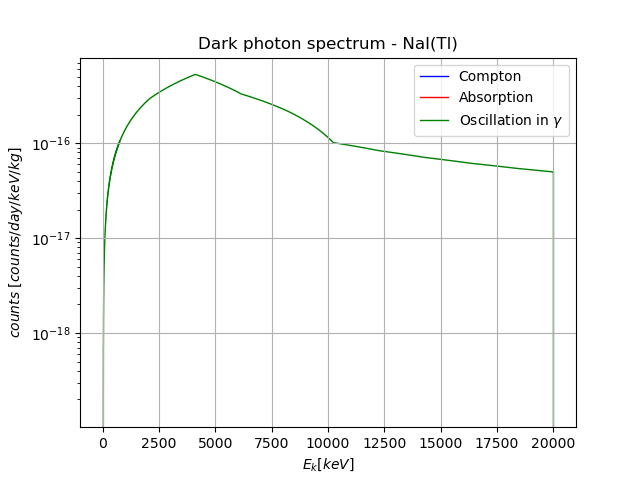 Dark photon spectrum - NaI(Tl)
Compton
Absorption
Oscillation in γ
10⁻¹⁶
10⁻¹⁷
10⁻¹⁸
counts [counts/day/keV/kg]
0 2500 5000 7500 10000 12500 15000 17500 20000
E_k[keV]